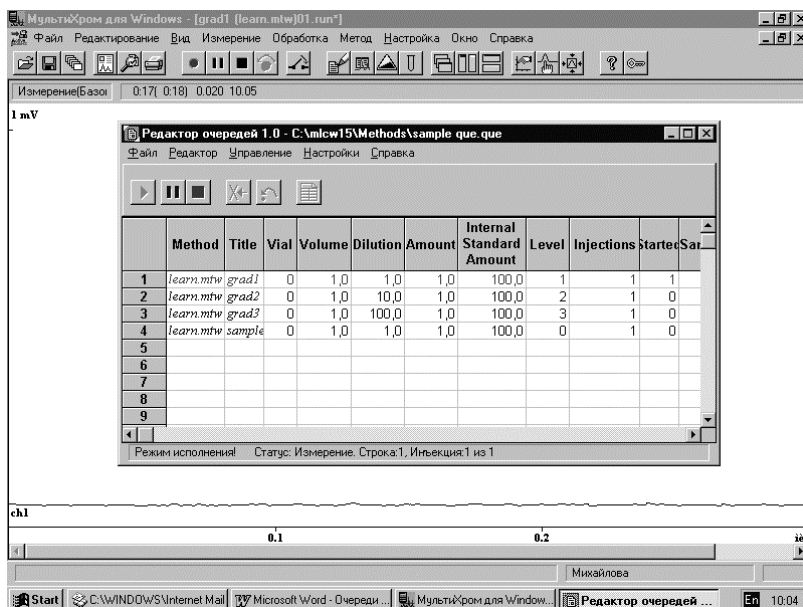 МультиХром для Windows - [grad1 (learn.mtw)01.run*]
Файл Редактирование Вид Измерение Обработка Метод Настройка Окно Справка
Измерение(Базо 0:17( 0:18) 0.020 10.05
1 mV
Редактор очередей 1.0 - C:\mlcw15\Methods\sample que.que
Файл Редактор Управление Настройки Справка
Method Title Vial Volume Dilution Amount Internal Standard Amount Level Injections Started Sar
1 learn.mtw grad1 0 1,0 1,0 1,0 100,0 1 1 1
2 learn.mtw grad2 0 1,0 10,0 1,0 100,0 2 1 0
3 learn.mtw grad3 0 1,0 100,0 1,0 100,0 3 1 0
4 learn.mtw sample 0 1,0 1,0 1,0 100,0 0 1 0
5
6
7
8
9
Режим исполнения! Статус: Измерение. Строка:1, Инъекция:1 из 1
ch1
0.1 0.2
Михайлова
Start C:\WINDOWS\Internet Mail Microsoft Word - Очереди ... МультиХром для Window... Редактор очередей ... En 10:04